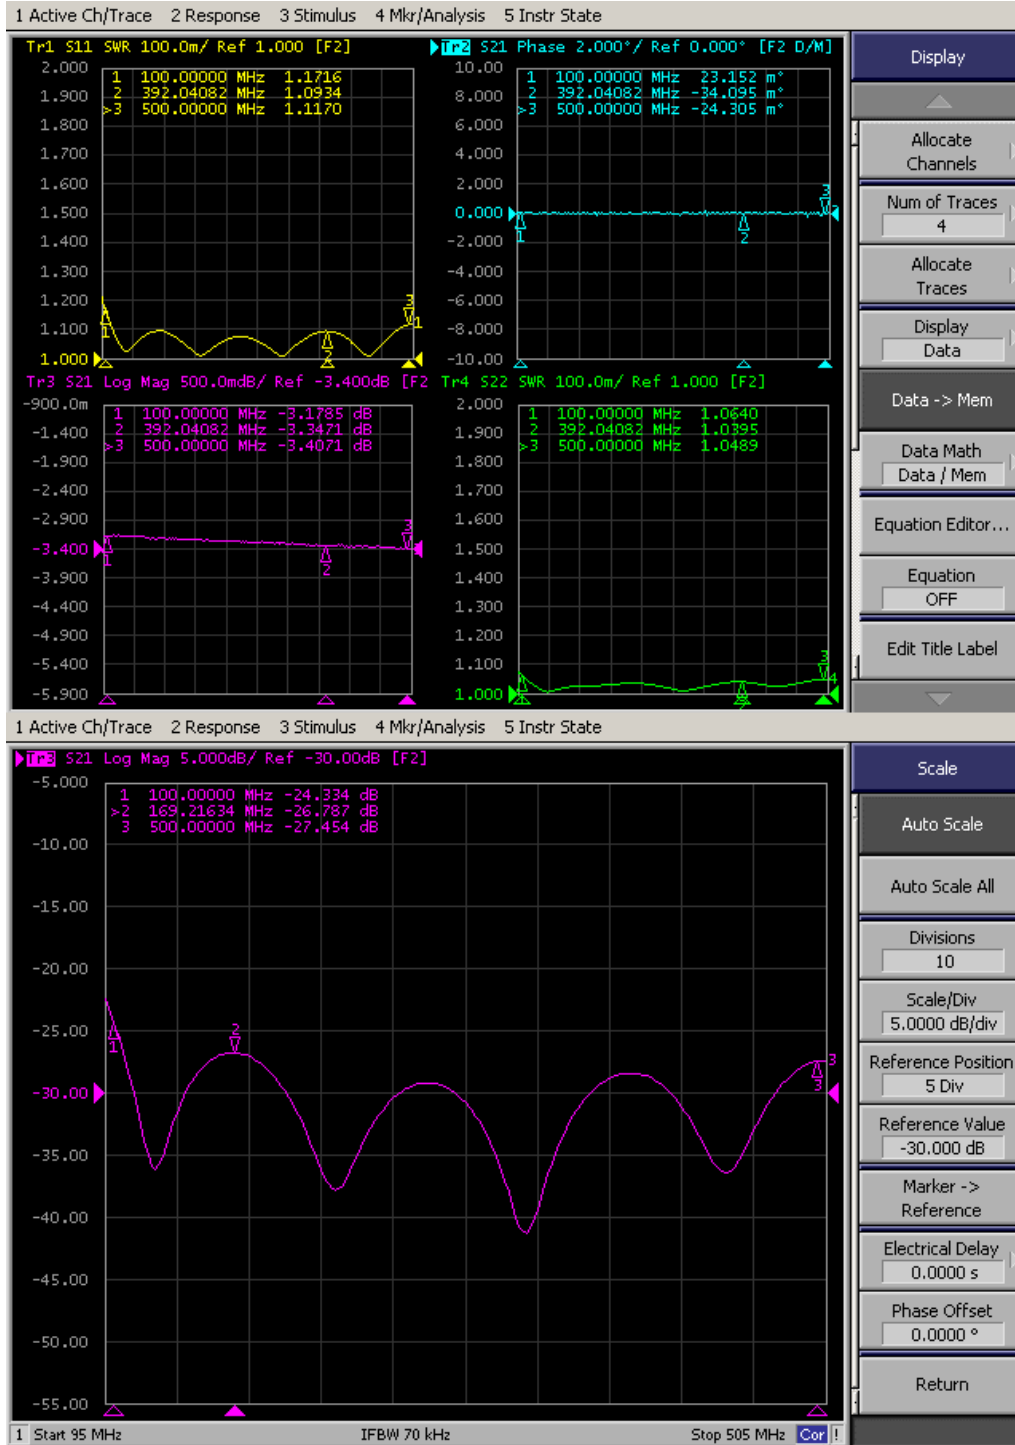 1 Active Ch/Trace 2 Response 3 Stimulus 4 Mkr/Analysis 5 Instr State
Tr1 S11 SWR 100.0m/ Ref 1.000 [F2]
2.000
1.900
1.800
1.700
1.600
1.500
1.400
1.300
1.200
1.100
1.000
1 100.00000 MHz 1.1716
2 392.04082 MHz 1.0934
>3 500.00000 MHz 1.1170
3
1
1
2
Tr2 S21 Phase 2.000°/ Ref 0.000° [F2 D/M]
10.00
8.000
6.000
4.000
2.000
0.000
-2.000
-4.000
-6.000
-8.000
-10.00
1 100.00000 MHz 23.152 m°
2 392.04082 MHz -34.095 m°
>3 500.00000 MHz -24.305 m°
3
1
2
Tr3 S21 Log Mag 500.0mdB/ Ref -3.400dB [F2
-900.0m
-1.400
-1.900
-2.400
-2.900
-3.400
-3.900
-4.400
-4.900
-5.400
-5.900
1 100.00000 MHz -3.1785 dB
2 392.04082 MHz -3.3471 dB
>3 500.00000 MHz -3.4071 dB
3
1
2
Tr4 S22 SWR 100.0m/ Ref 1.000 [F2]
2.000
1.900
1.800
1.700
1.600
1.500
1.400
1.300
1.200
1.100
1.000
1 100.00000 MHz 1.0640
2 392.04082 MHz 1.0395
>3 500.00000 MHz 1.0489
3
4
Display
Allocate
Channels
Num of Traces
4
Allocate
Traces
Display
Data
Data -> Mem
Data Math
Data / Mem
Equation Editor...
Equation
OFF
Edit Title Label
1 Active Ch/Trace 2 Response 3 Stimulus 4 Mkr/Analysis 5 Instr State
Tr3 S21 Log Mag 5.000dB/ Ref -30.00dB [F2]
-5.000
-10.00
-15.00
-20.00
-25.00
-30.00
-35.00
-40.00
-45.00
-50.00
-55.00
1 100.00000 MHz -24.334 dB
>2 169.21634 MHz -26.787 dB
3 500.00000 MHz -27.454 dB
1
2
3
3
Scale
Auto Scale
Auto Scale All
Divisions
10
Scale/Div
5.0000 dB/div
Reference Position
5 Div
Reference Value
-30.000 dB
Marker ->
Reference
Electrical Delay
0.0000 s
Phase Offset
0.0000 °
Return
1 Start 95 MHz IFBW 70 kHz Stop 505 MHz Cor !